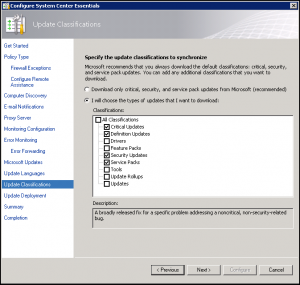 Configure System Center Essentials
Update Classifications
Get Started
Policy Type
Firewall Exceptions
Configure Remote Assistance
Computer Discovery
E-mail Notifications
Proxy Server
Monitoring Configuration
Error Monitoring
Error Forwarding
Microsoft Updates
Update Languages
Update Classifications
Update Deployment
Summary
Completion
Specify the update classifications to synchronize
Microsoft recommends that you always download the default classifications: critical, security,
and service pack updates. You can add any additional classifications that you want to
download.
Download only critical, security, and service pack updates from Microsoft (recommended)
I will choose the types of updates that I want to download:
Classifications:
All Classifications
Critical Updates
Definition Updates
Drivers
Feature Packs
Security Updates
Service Packs
Tools
Update Rollups
Updates
Description:
A broadly released fix for a specific problem addressing a noncritical, non-security-related
bug.
< Previous
Next >
Configure
Cancel